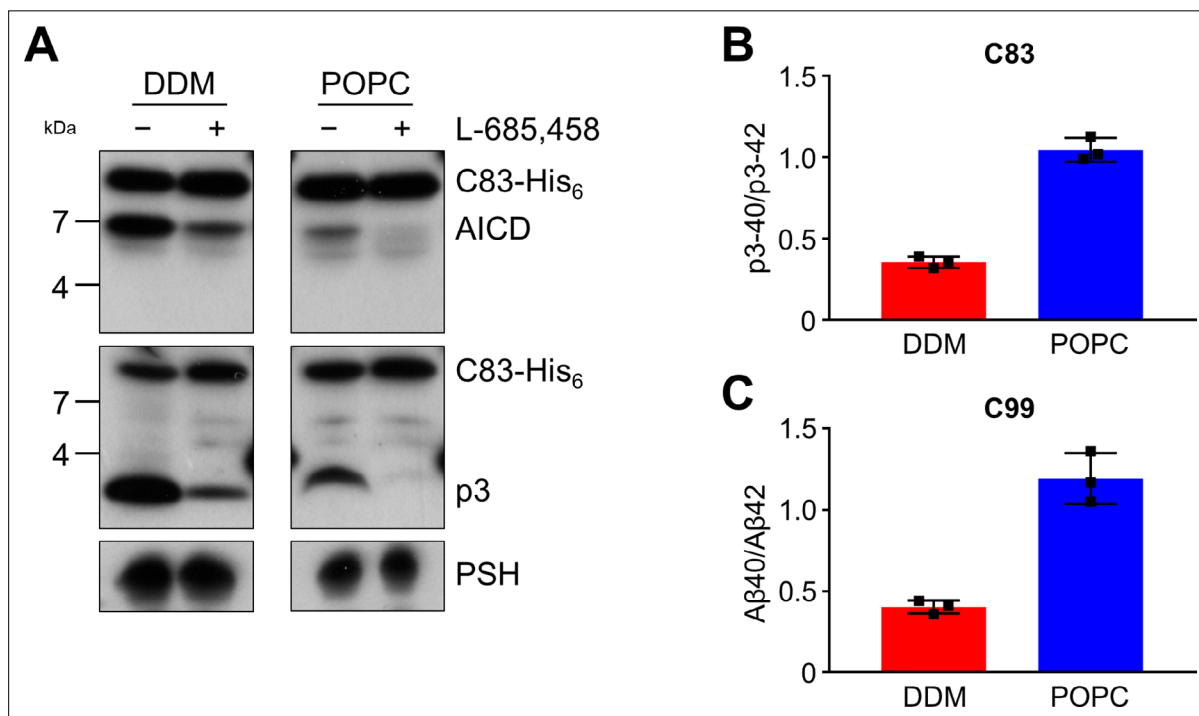 A
DDM POPC
kDa − + − + L-685,458
C83-His6
7 AICD
4
C83-His6
7
4
p3
PSH
B
C83
p3-40/p3-42
1.5
1.0
0.5
0
DDM POPC
C
C99
Aβ40/Aβ42
1.5
1.0
0.5
0
DDM POPC